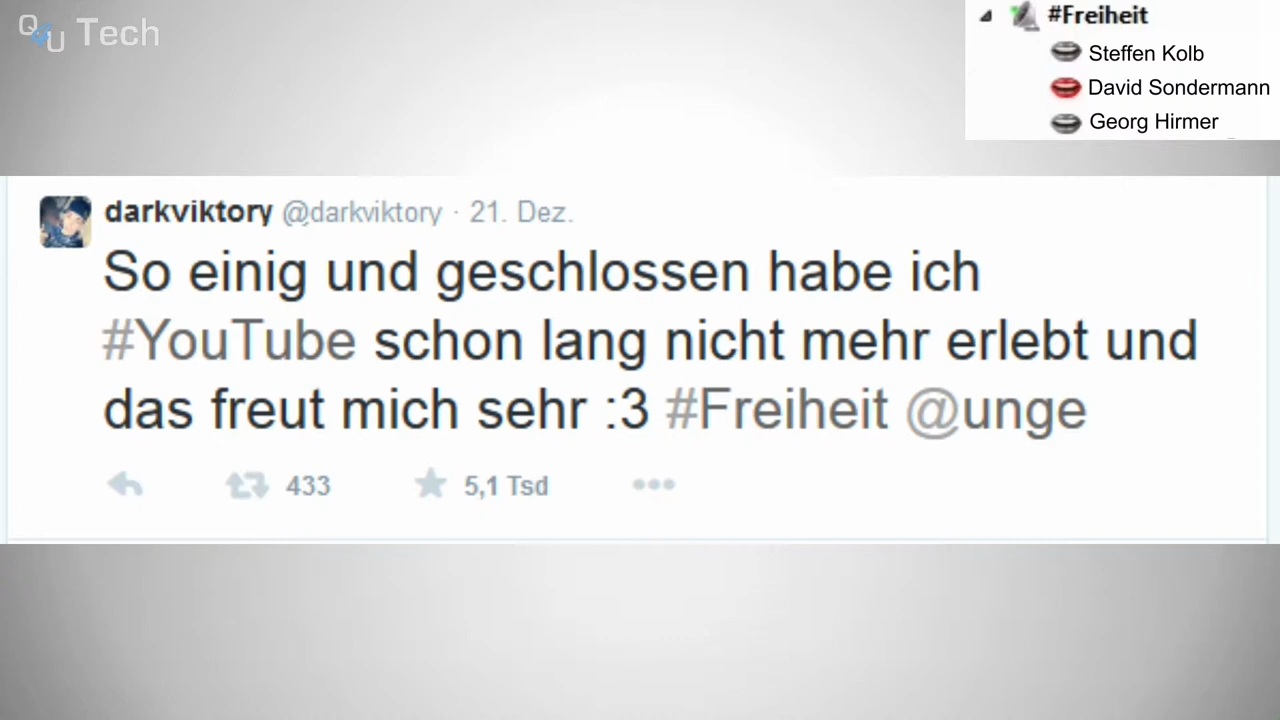 QU Tech
#Freiheit
Steffen Kolb
David Sondermann
Georg Hirmer
darkviktory @darkviktory · 21. Dez.
So einig und geschlossen habe ich
#YouTube schon lang nicht mehr erlebt und
das freut mich sehr :3 #Freiheit @unge
433 5,1 Tsd